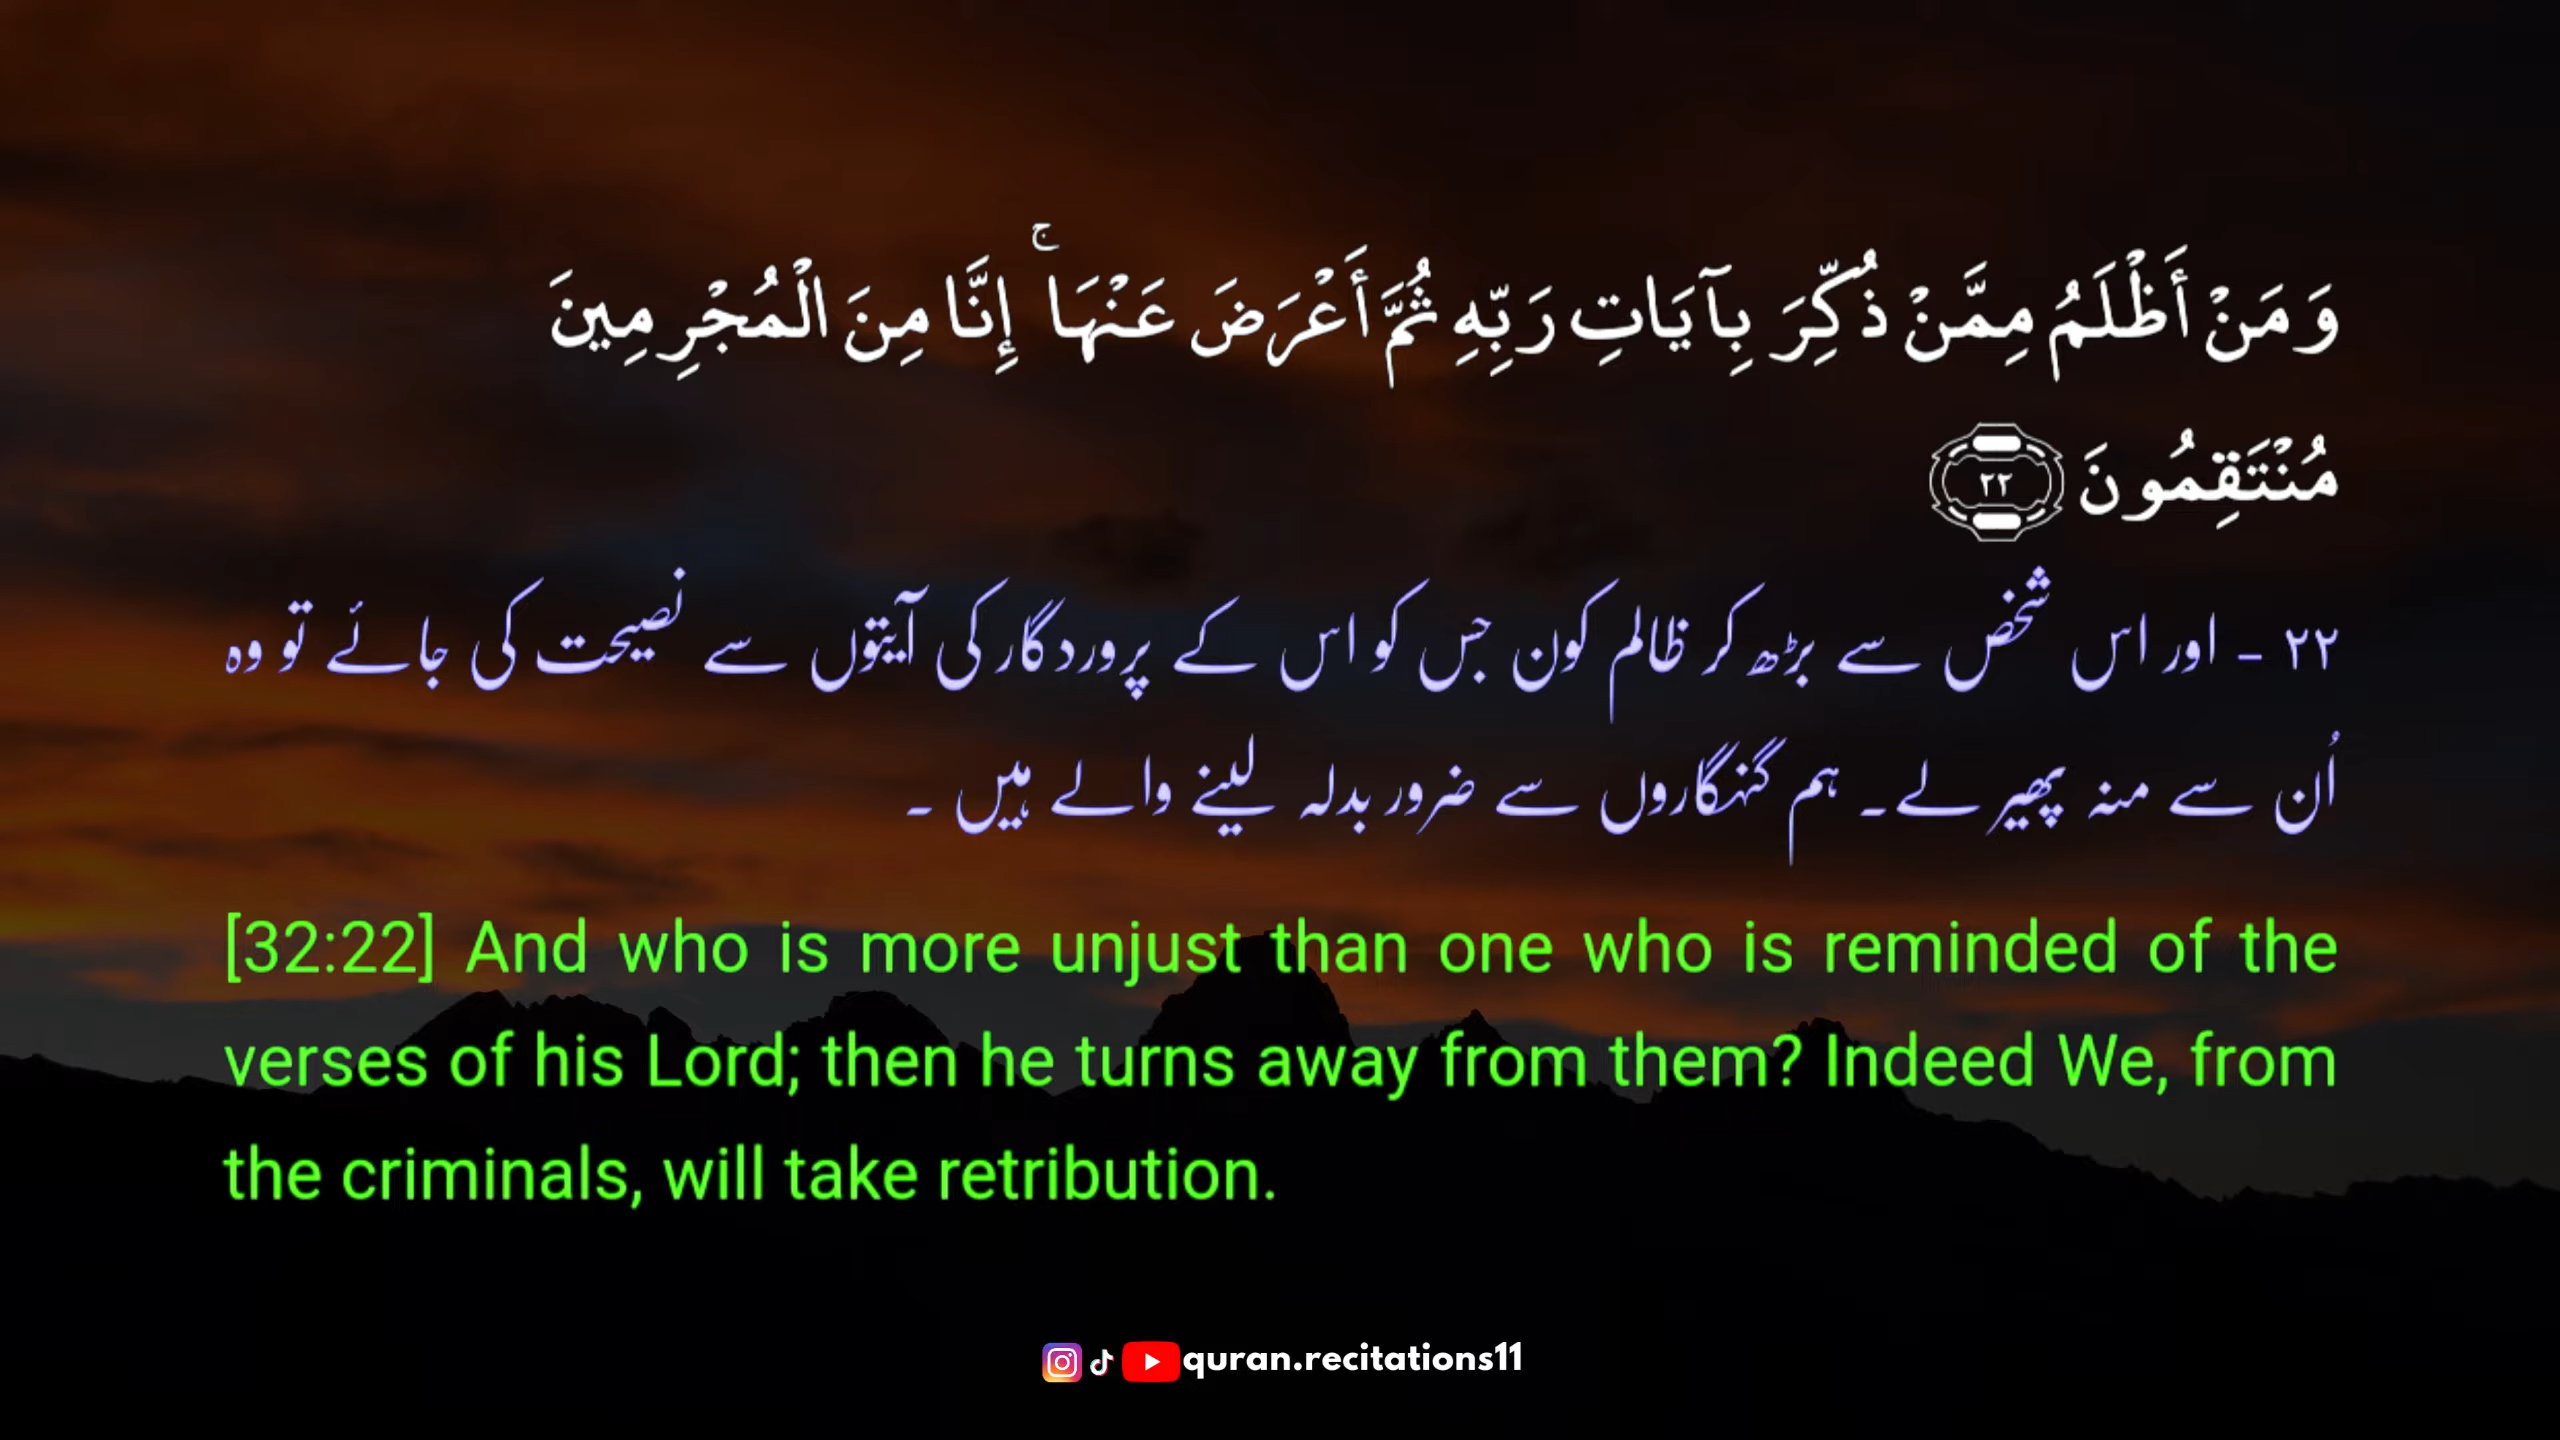 وَمَنْ أَظْلَمُ مِمَّنْ ذُكِّرَ بِآيَاتِ رَبِّهِ ثُمَّ أَعْرَضَ عَنْهَا ۚ إِنَّا مِنَ الْمُجْرِمِينَ
مُنْتَقِمُونَ ٢٢
۲۲ - اور اس شخص سے بڑھ کر ظالم کون جس کو اس کے پروردگار کی آیتوں سے نصیحت کی جائے تو وہ
اُن سے منہ پھیر لے۔ ہم گنہگاروں سے ضرور بدلہ لینے والے ہیں ۔
[32:22] And who is more unjust than one who is reminded of the
verses of his Lord; then he turns away from them? Indeed We, from
the criminals, will take retribution.
quran.recitations11